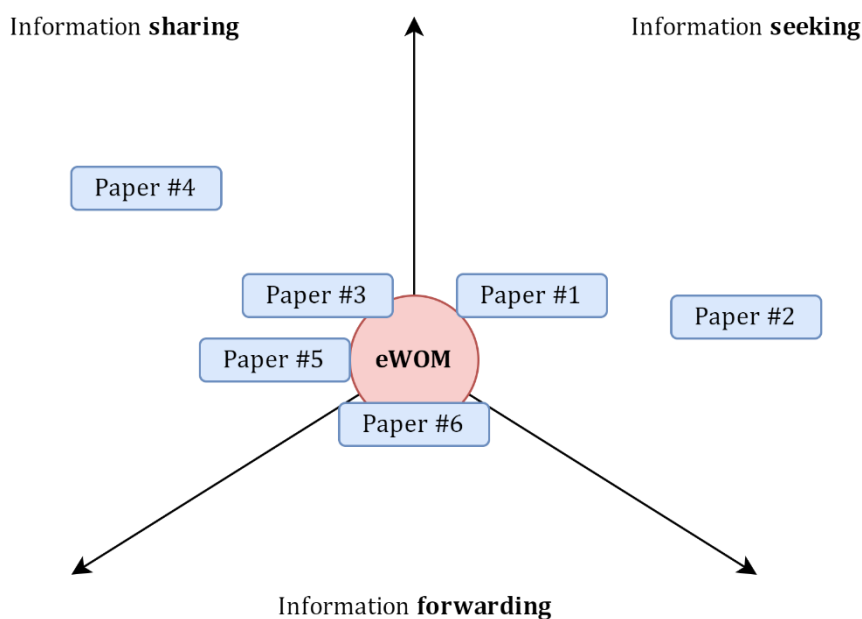 Information sharing
Information seeking
Paper #4
Paper #3
Paper #1
Paper #2
Paper #5
eWOM
Paper #6
Information forwarding